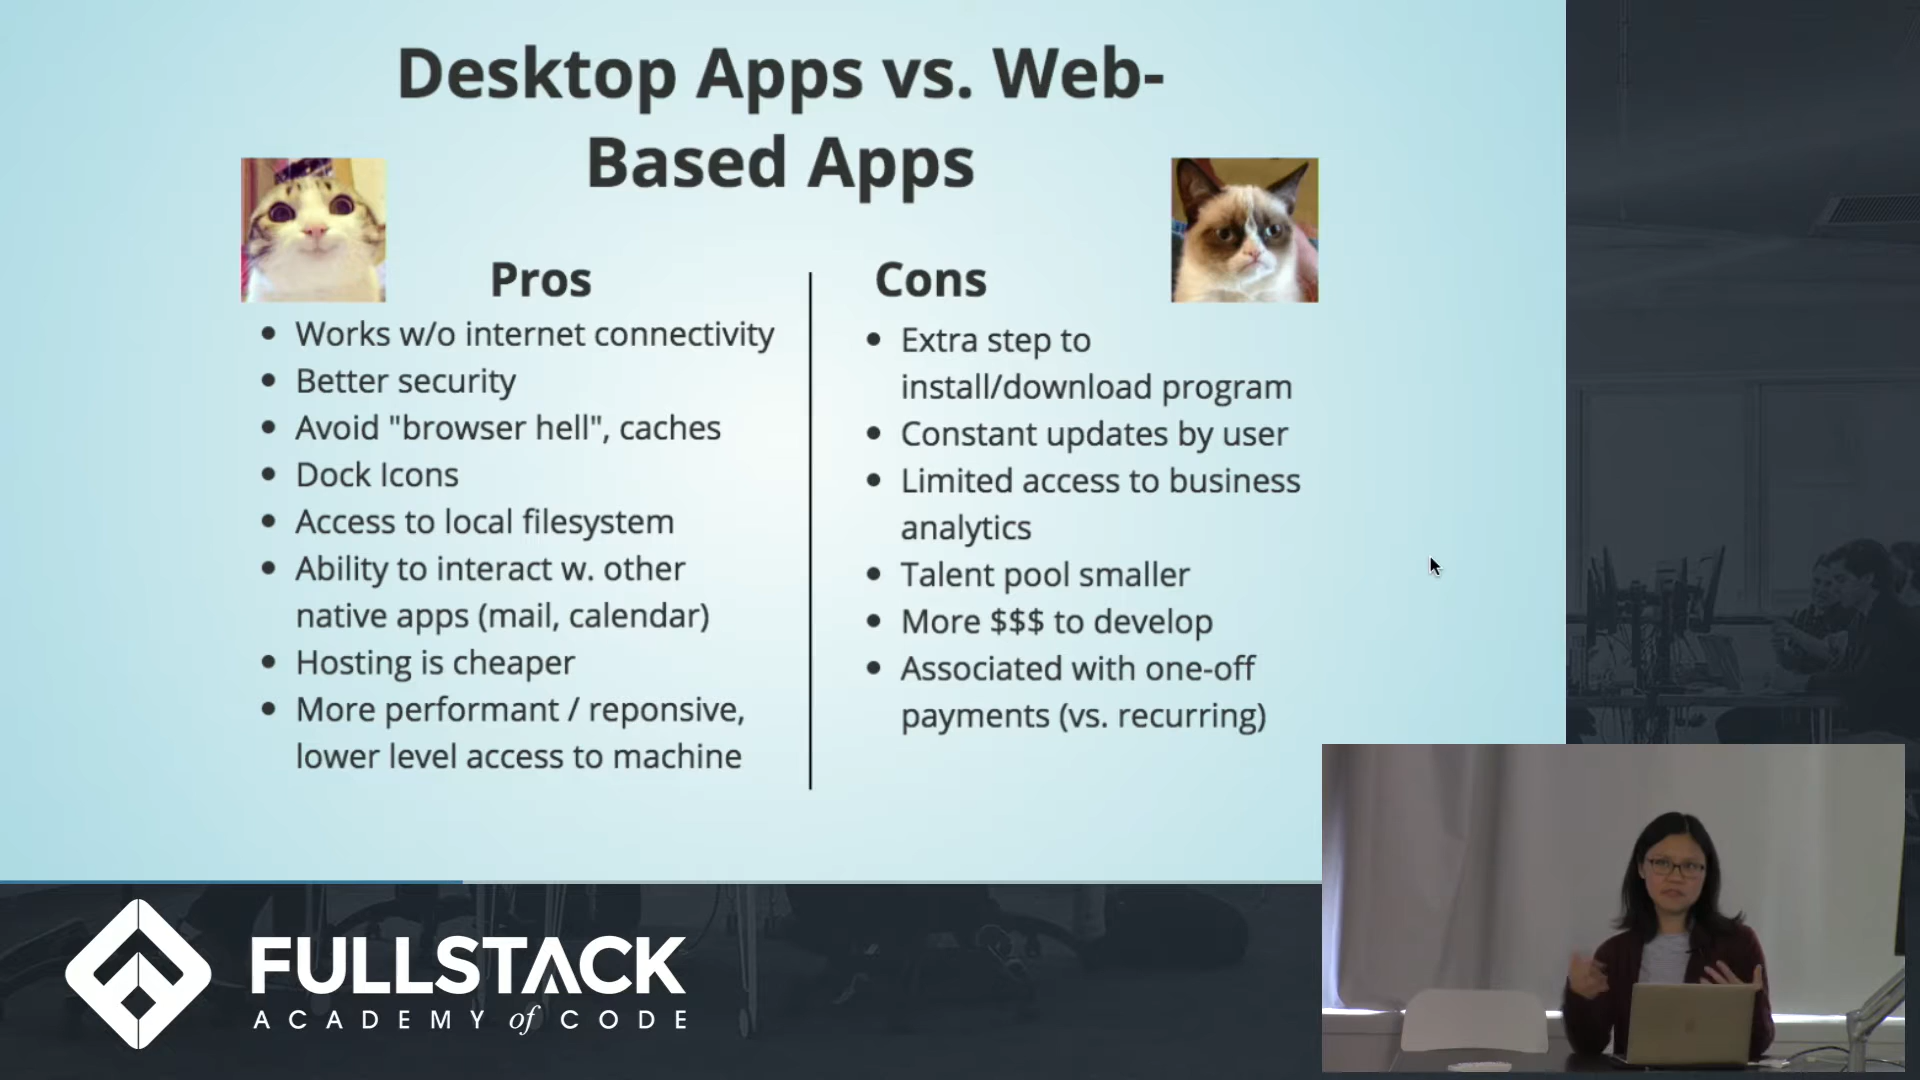 Desktop Apps vs. Web-
Based Apps
Pros
• Works w/o internet connectivity
• Better security
• Avoid "browser hell", caches
• Dock Icons
• Access to local filesystem
• Ability to interact w. other
native apps (mail, calendar)
• Hosting is cheaper
• More performant / reponsive,
lower level access to machine
Cons
• Extra step to
install/download program
• Constant updates by user
• Limited access to business
analytics
• Talent pool smaller
• More $$$ to develop
• Associated with one-off
payments (vs. recurring)
FULLSTACK
ACADEMY of CODE